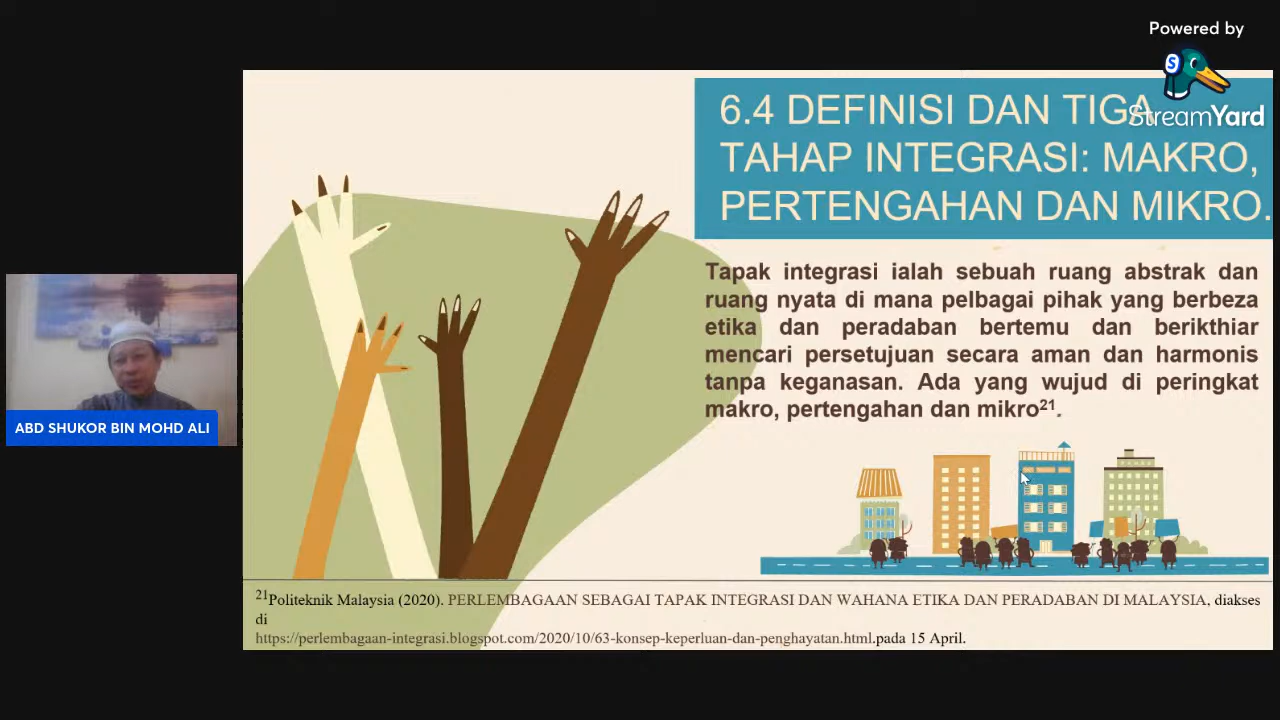 Powered by
S
StreamYard
6.4 DEFINISI DAN TIGA
TAHAP INTEGRASI: MAKRO,
PERTENGAHAN DAN MIKRO.
Tapak integrasi ialah sebuah ruang abstrak dan
ruang nyata di mana pelbagai pihak yang berbeza
etika dan peradaban bertemu dan berikthiar
mencari persetujuan secara aman dan harmonis
tanpa keganasan. Ada yang wujud di peringkat
makro, pertengahan dan mikro21.
ABD SHUKOR BIN MOHD ALI
21Politeknik Malaysia (2020). PERLEMBAGAAN SEBAGAI TAPAK INTEGRASI DAN WAHANA ETIKA DAN PERADABAN DI MALAYSIA, diakses
di
https://perlembagaan-integrasi.blogspot.com/2020/10/63-konsep-keperluan-dan-penghayatan.html.pada 15 April.